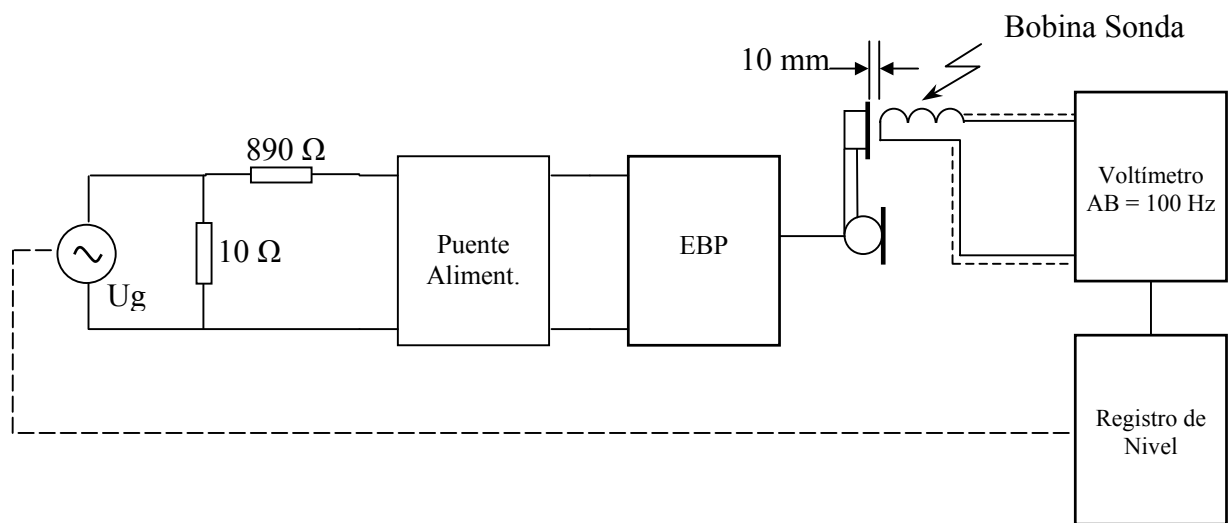 Bobina Sonda
10 mm
890 Ω
10 Ω
Ug
Puente
Aliment.
EBP
Voltímetro
AB = 100 Hz
Registro de
Nivel